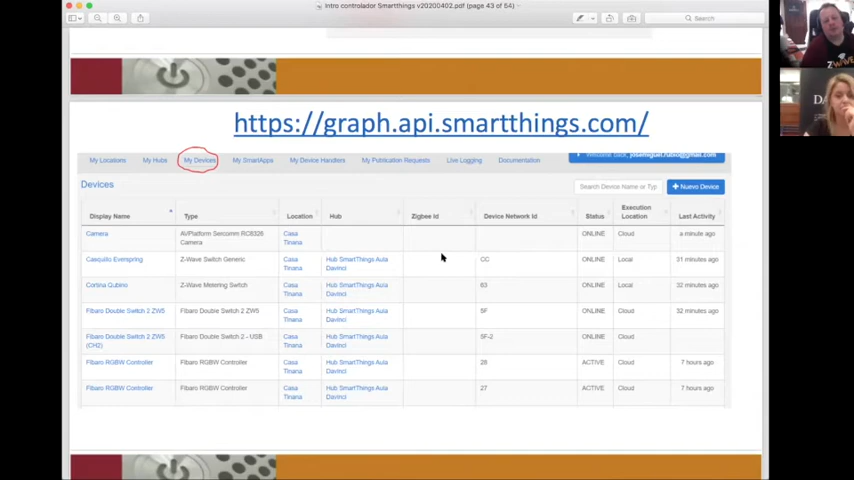 Intro controlador Smartthings v20200402.pdf (page 43 of 54)
Search
https://graph.api.smartthings.com/
My Locations My Hubs My Devices My SmartApps My Device Handlers My Publication Requests Live Logging Documentation
Welcome back,
Devices
Search Device Name or Typ
+ Nuevo Device
Display Name Type Location Hub Zigbee Id Device Network Id Status Execution Location Last Activity
Camera AVPlatform Sercomm RC8326 Camera Casa Tinana ONLINE Cloud a minute ago
Casquillo Everspring Z-Wave Switch Generic Casa Tinana Hub SmartThings Aula Davinci CC ONLINE Local 31 minutes ago
Cortina Qubino Z-Wave Metering Switch Casa Tinana Hub SmartThings Aula Davinci 63 ONLINE Local 32 minutes ago
Fibaro Double Switch 2 ZW5 Fibaro Double Switch 2 ZW5 Casa Tinana Hub SmartThings Aula Davinci 5F ONLINE Cloud 32 minutes ago
Fibaro Double Switch 2 ZW5 (CH2) Fibaro Double Switch 2 - USB Casa Tinana Hub SmartThings Aula Davinci 5F-2 ONLINE Cloud
Fibaro RGBW Controller Fibaro RGBW Controller Casa Tinana Hub SmartThings Aula Davinci 28 ACTIVE Cloud 7 hours ago
Fibaro RGBW Controller Fibaro RGBW Controller Casa Tinana Hub SmartThings Aula Davinci 27 ACTIVE Cloud 7 hours ago